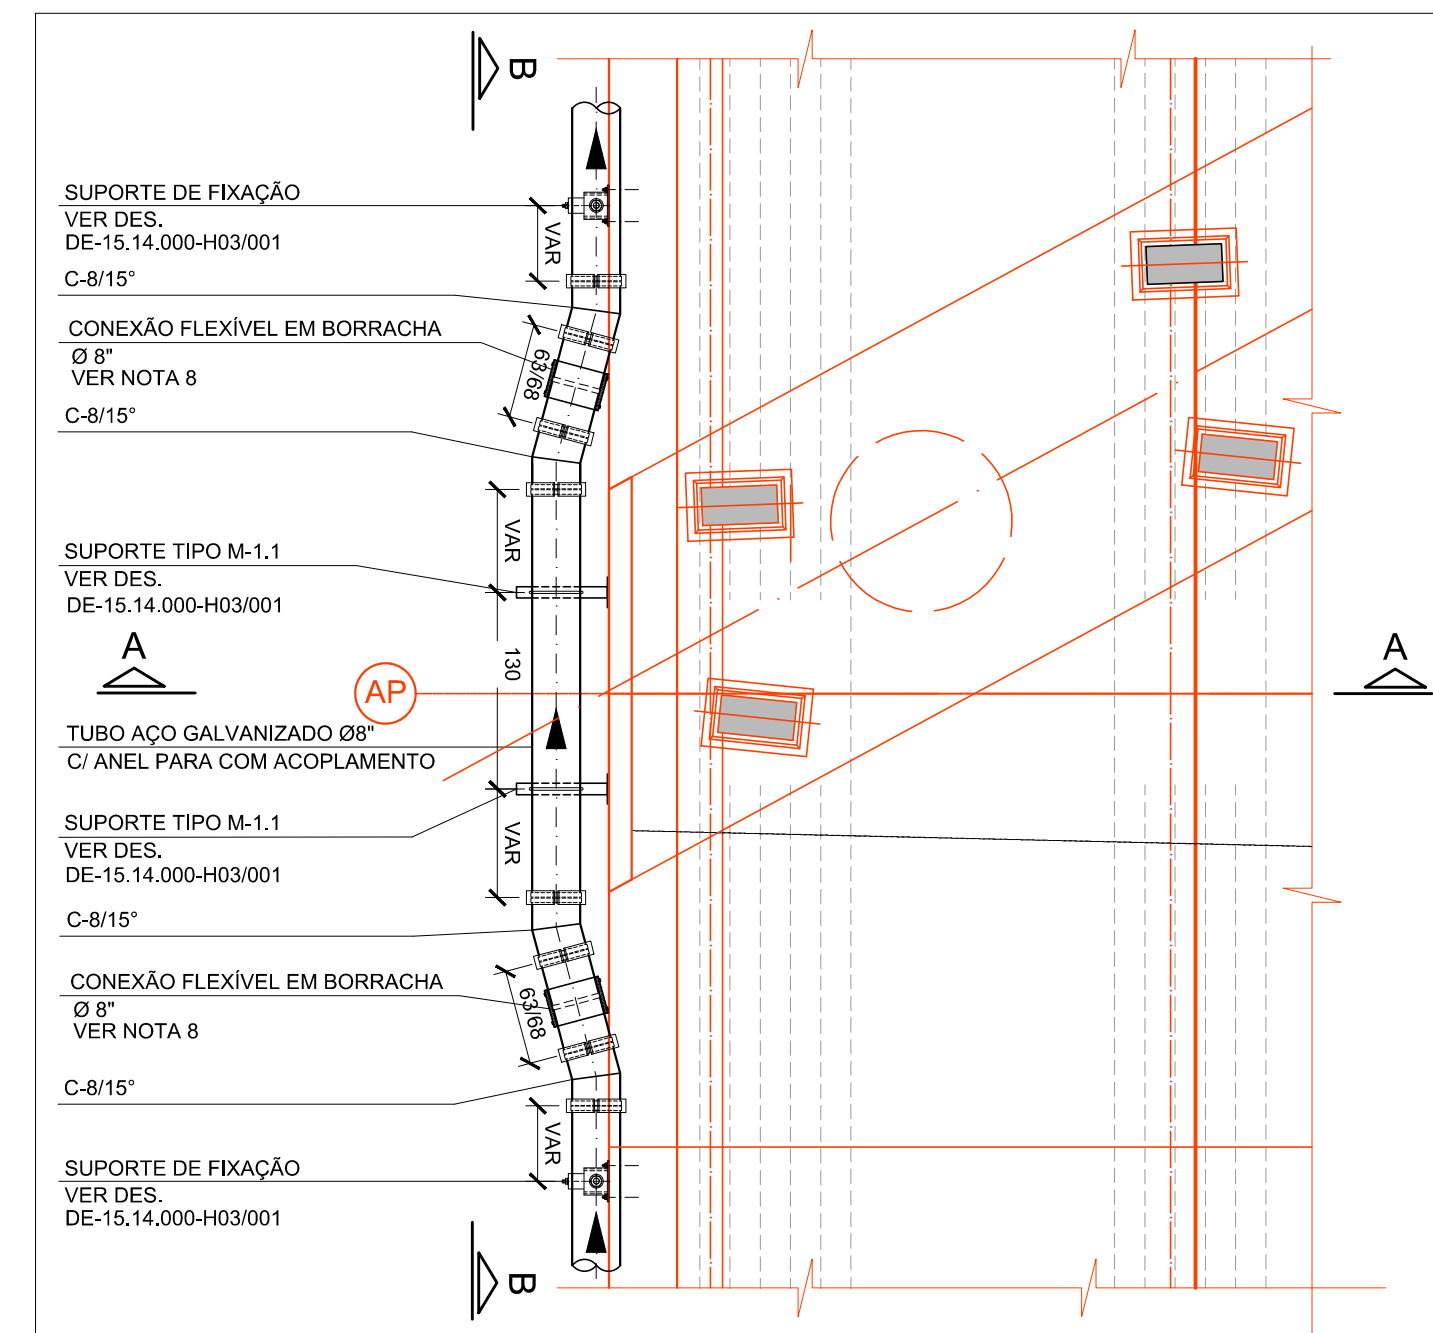 B
SUPORTE DE FIXAÇÃO
VER DES.
DE-15.14.000-H03/001
VAR
C-8/15°
CONEXÃO FLEXÍVEL EM BORRACHA
Ø 8"
VER NOTA 8
63/68
C-8/15°
VAR
SUPORTE TIPO M-1.1
VER DES.
DE-15.14.000-H03/001
A
A
130
AP
TUBO AÇO GALVANIZADO Ø8"
C/ ANEL PARA COM ACOPLAMENTO
SUPORTE TIPO M-1.1
VER DES.
DE-15.14.000-H03/001
VAR
C-8/15°
CONEXÃO FLEXÍVEL EM BORRACHA
Ø 8"
VER NOTA 8
63/68
C-8/15°
VAR
SUPORTE DE FIXAÇÃO
VER DES.
DE-15.14.000-H03/001
B